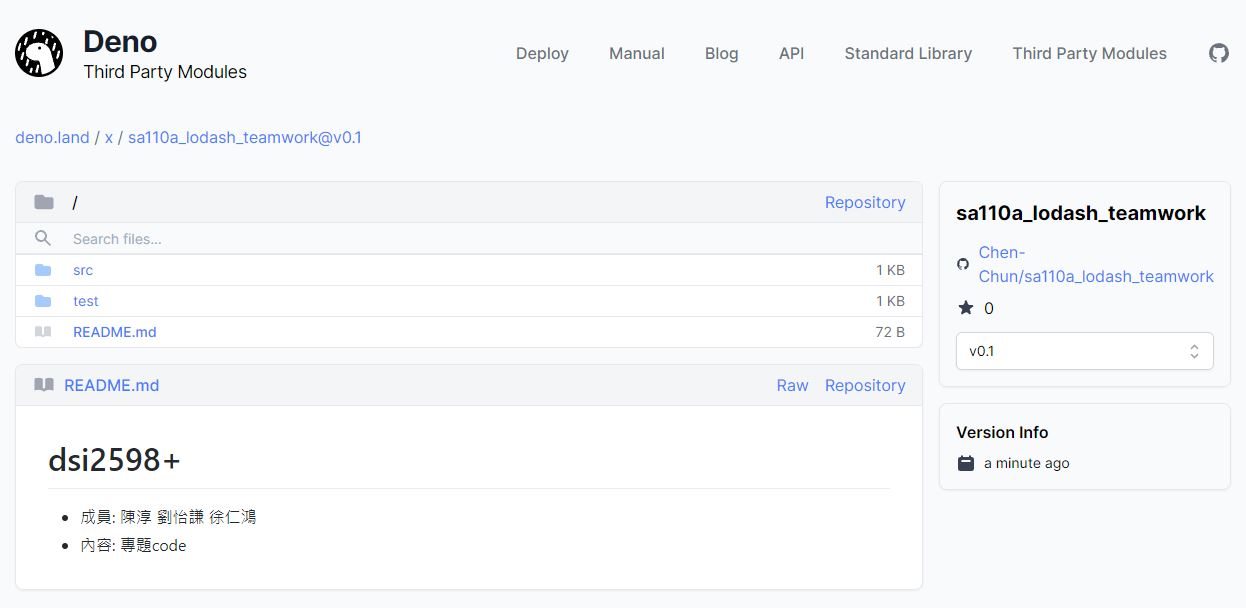 Deno
Third Party Modules
Deploy Manual Blog API Standard Library Third Party Modules
deno.land / x / sa110a_lodash_teamwork@v0.1
/ Repository
Search files...
src 1 KB
test 1 KB
README.md 72 B
README.md Raw Repository
dsi2598+
• 成員: 陳淳 劉怡謙 徐仁鴻
• 內容: 專題code
sa110a_lodash_teamwork
Chen-
Chun/sa110a_lodash_teamwork
0
v0.1
Version Info
a minute ago